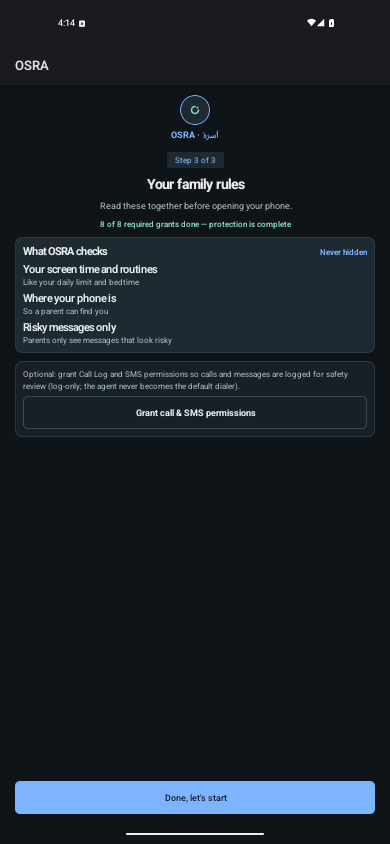 4:14
OSRA
OSRA · أسرة
Step 3 of 3
Your family rules
Read these together before opening your phone.
8 of 8 required grants done — protection is complete
What OSRA checks
Never hidden
Your screen time and routines
Like your daily limit and bedtime
Where your phone is
So a parent can find you
Risky messages only
Parents only see messages that look risky
Optional: grant Call Log and SMS permissions so calls and messages are logged for safety
review (log-only; the agent never becomes the default dialer).
Grant call & SMS permissions
Done, let's start